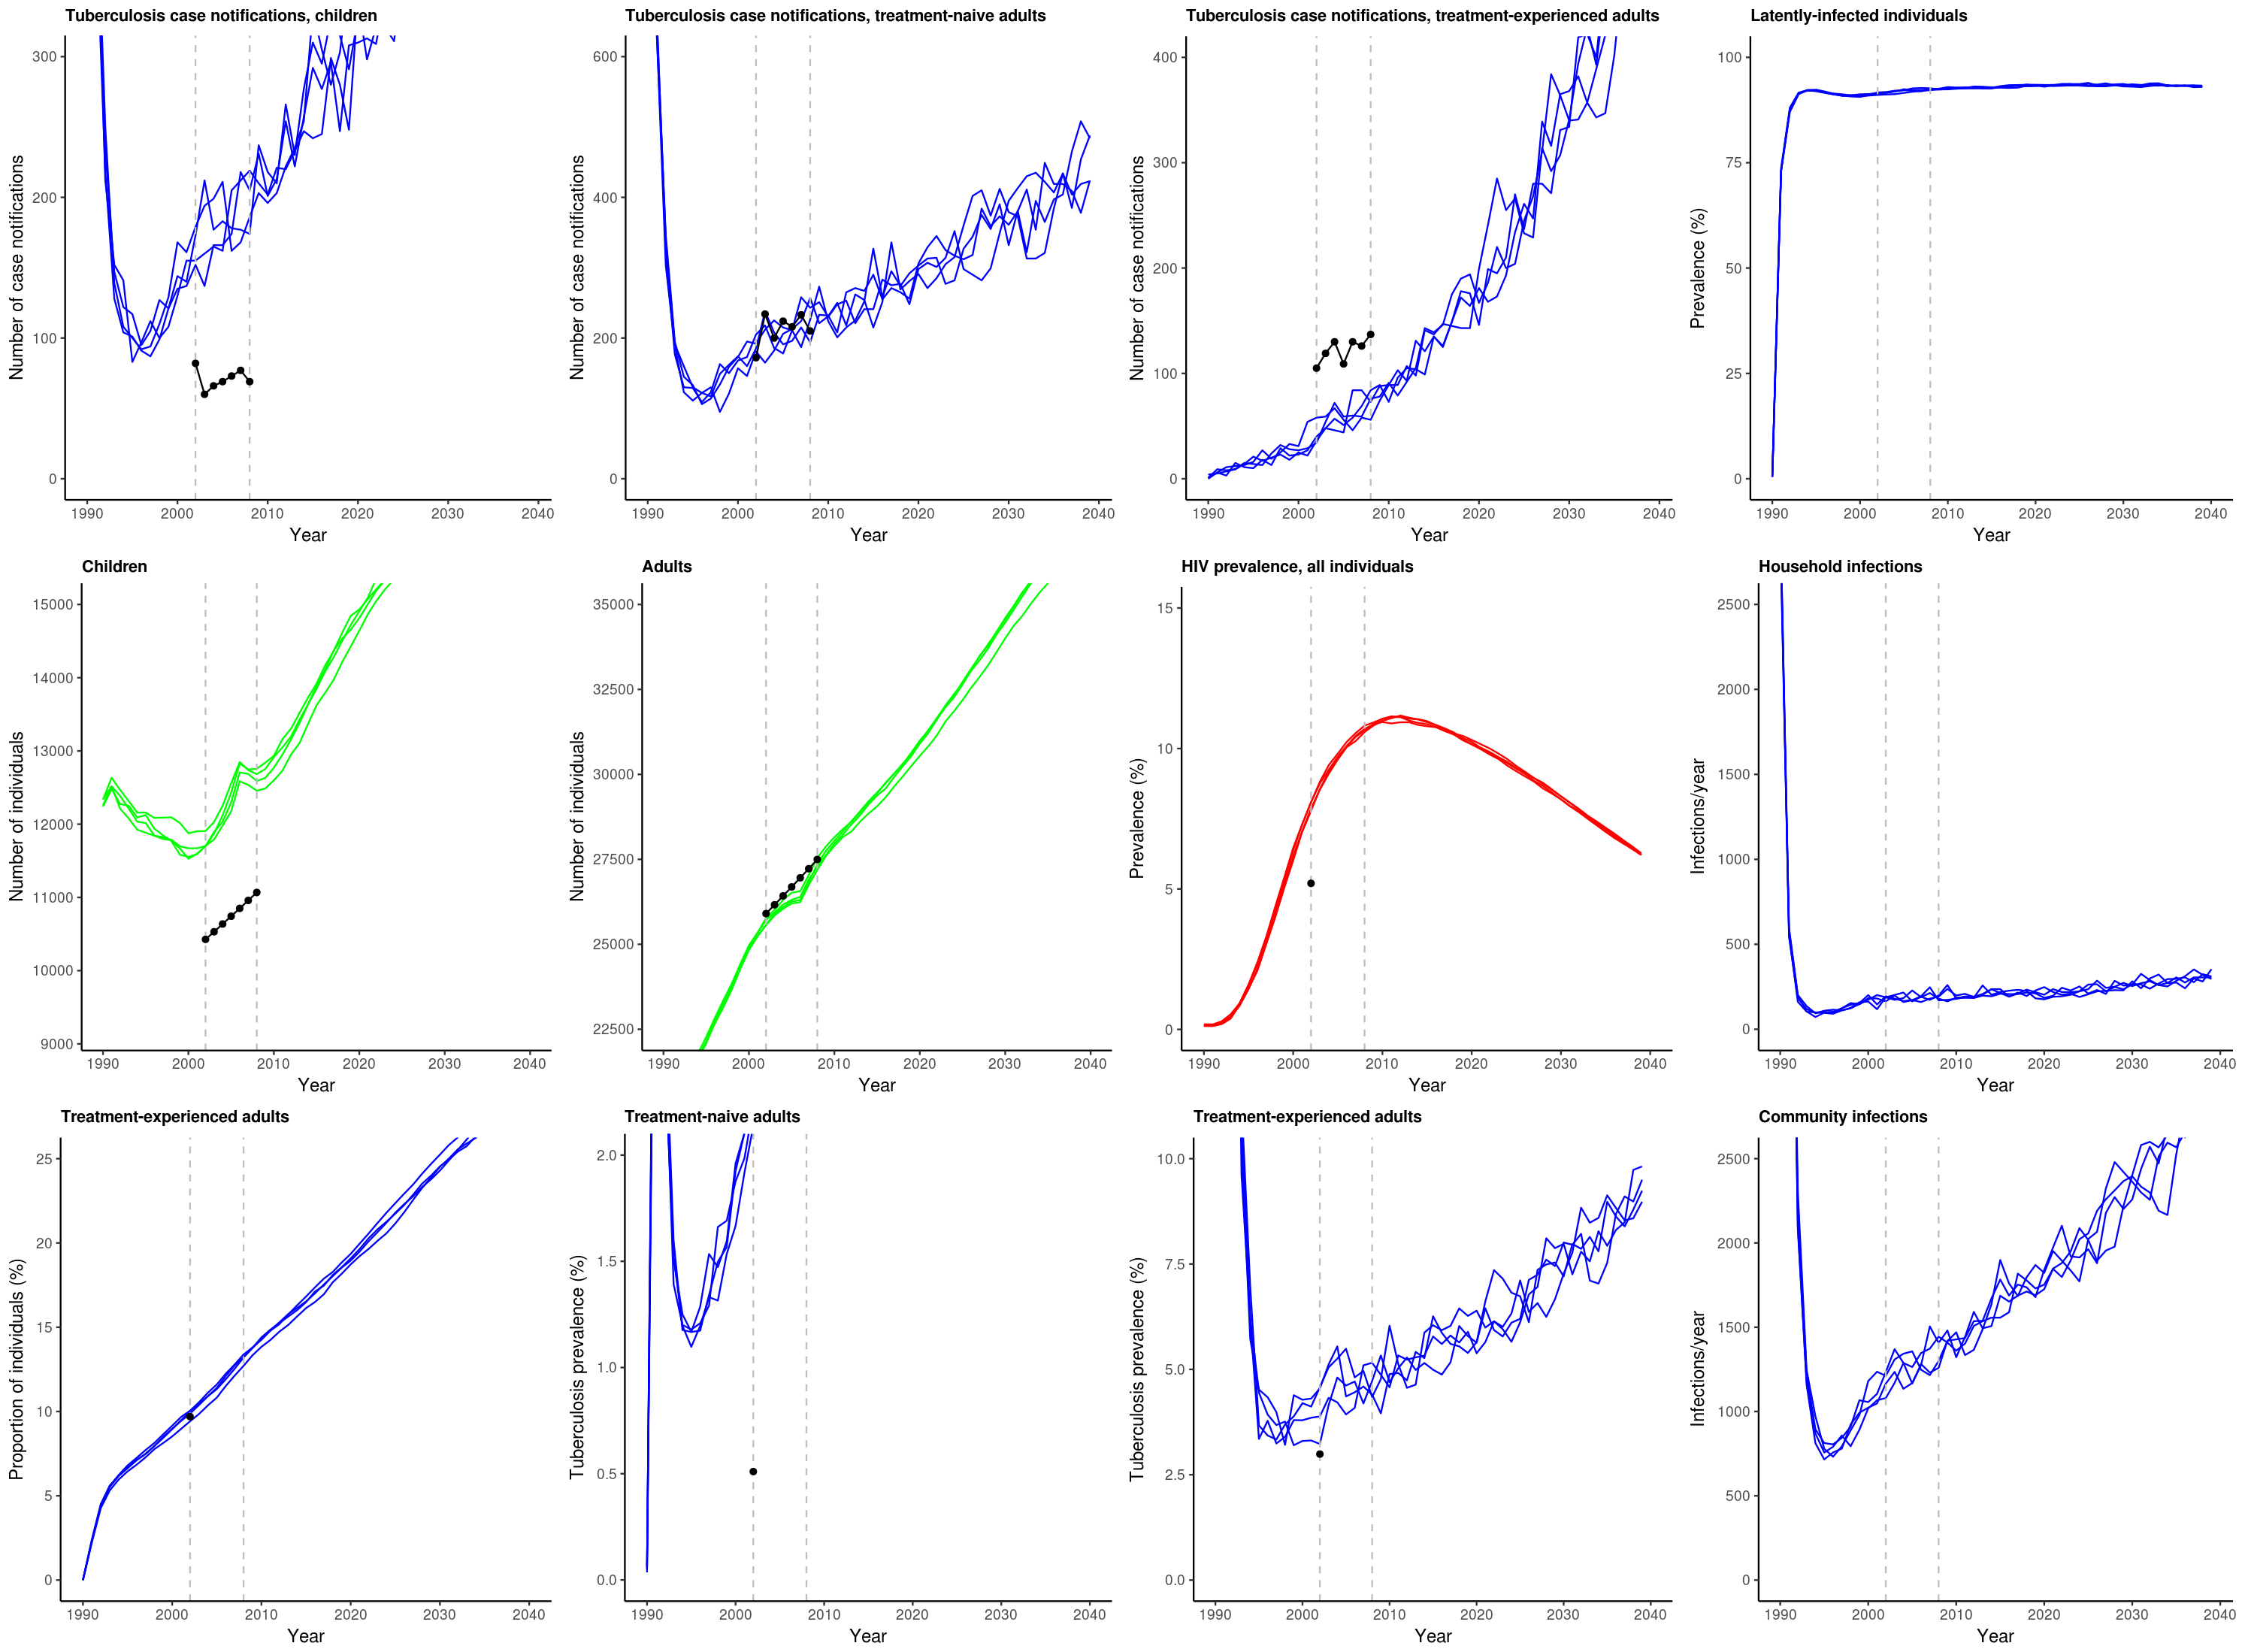 Tuberculosis case notifications, children
Number of case notifications
300
200
100
0
1990 2000 2010 2020 2030 2040
Year
Tuberculosis case notifications, treatment-naive adults
Number of case notifications
600
400
200
0
1990 2000 2010 2020 2030 2040
Year
Tuberculosis case notifications, treatment-experienced adults
Number of case notifications
400
300
200
100
0
1990 2000 2010 2020 2030 2040
Year
Latently-infected individuals
Prevalence (%)
100
75
50
25
0
1990 2000 2010 2020 2030 2040
Year
Children
Number of individuals
15000
14000
13000
12000
11000
10000
9000
1990 2000 2010 2020 2030 2040
Year
Adults
Number of individuals
35000
32500
30000
27500
25000
22500
1990 2000 2010 2020 2030 2040
Year
HIV prevalence, all individuals
Prevalence (%)
15
10
5
0
1990 2000 2010 2020 2030 2040
Year
Household infections
Infections/year
2500
2000
1500
1000
500
0
1990 2000 2010 2020 2030 2040
Year
Treatment-experienced adults
Proportion of individuals (%)
25
20
15
10
5
0
1990 2000 2010 2020 2030 2040
Year
Treatment-naive adults
Tuberculosis prevalence (%)
2.0
1.5
1.0
0.5
0.0
1990 2000 2010 2020 2030 2040
Year
Treatment-experienced adults
Tuberculosis prevalence (%)
10.0
7.5
5.0
2.5
0.0
1990 2000 2010 2020 2030 2040
Year
Community infections
Infections/year
2500
2000
1500
1000
500
0
1990 2000 2010 2020 2030 2040
Year